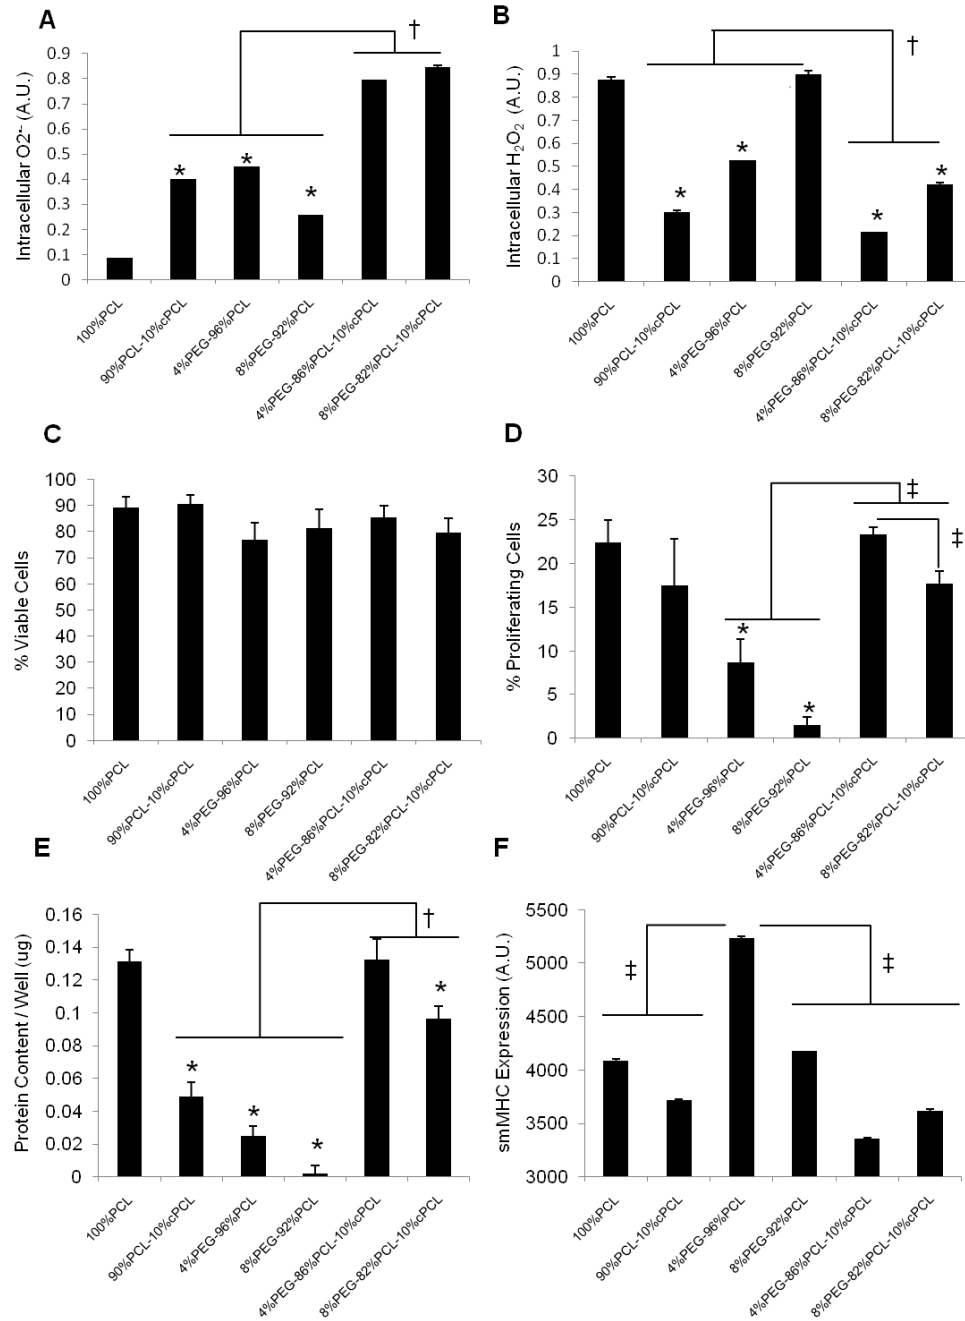 A
†
Intracellular O2•- (A.U.)
0.9
0.8
0.7
0.6
0.5
0.4
0.3
0.2
0.1
0
* * *
100%PCL
90%PCL-10%cPCL
4%PEG-96%PCL
8%PEG-92%PCL
4%PEG-86%PCL-10%cPCL
8%PEG-82%PCL-10%cPCL
B
†
Intracellular H₂O₂ (A.U.)
1
0.9
0.8
0.7
0.6
0.5
0.4
0.3
0.2
0.1
0
* * * *
100%PCL
90%PCL-10%cPCL
4%PEG-96%PCL
8%PEG-92%PCL
4%PEG-86%PCL-10%cPCL
8%PEG-82%PCL-10%cPCL
C
% Viable Cells
100
90
80
70
60
50
40
30
20
10
0
100%PCL
90%PCL-10%cPCL
4%PEG-96%PCL
8%PEG-92%PCL
4%PEG-86%PCL-10%cPCL
8%PEG-82%PCL-10%cPCL
D
‡
‡
% Proliferating Cells
30
25
20
15
10
5
0
* *
100%PCL
90%PCL-10%cPCL
4%PEG-96%PCL
8%PEG-92%PCL
4%PEG-86%PCL-10%cPCL
8%PEG-82%PCL-10%cPCL
E
†
Protein Content / Well (ug)
0.16
0.14
0.12
0.1
0.08
0.06
0.04
0.02
0
* * * *
100%PCL
90%PCL-10%cPCL
4%PEG-96%PCL
8%PEG-92%PCL
4%PEG-86%PCL-10%cPCL
8%PEG-82%PCL-10%cPCL
F
‡
‡
smMHC Expression (A.U.)
5500
5000
4500
4000
3500
3000
100%PCL
90%PCL-10%cPCL
4%PEG-96%PCL
8%PEG-92%PCL
4%PEG-86%PCL-10%cPCL
8%PEG-82%PCL-10%cPCL